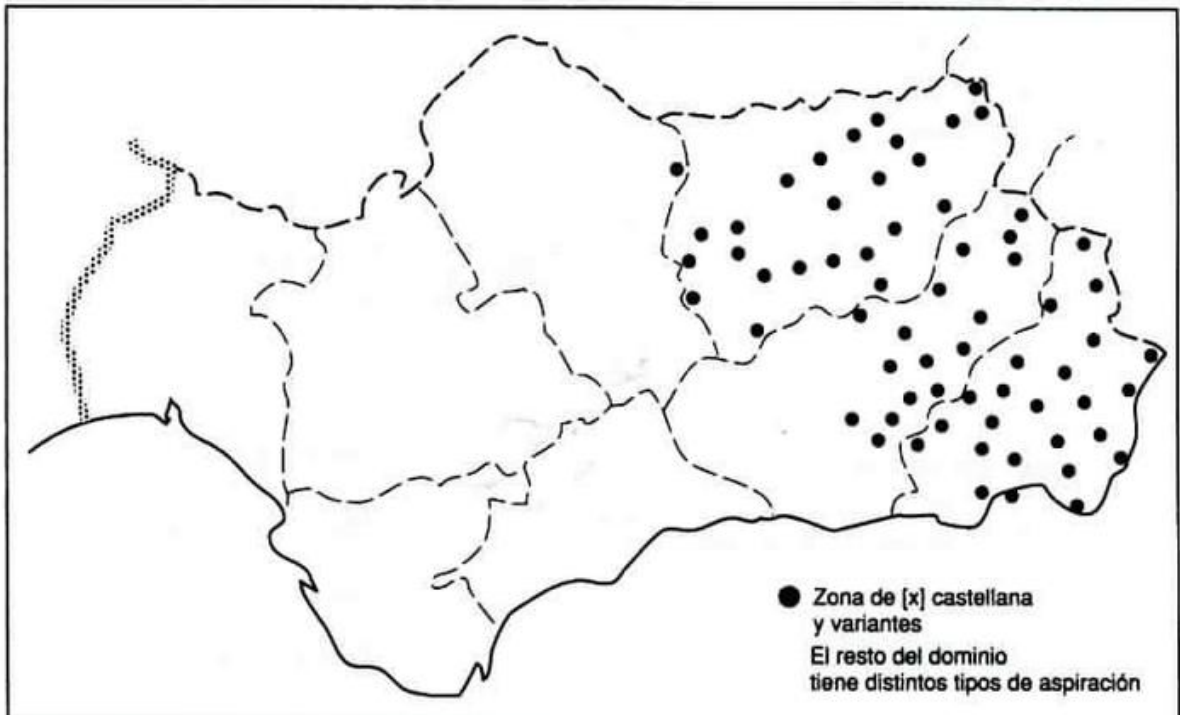 Zona de [x] castellana
y variantes
El resto del dominio
tiene distintos tipos de aspiración